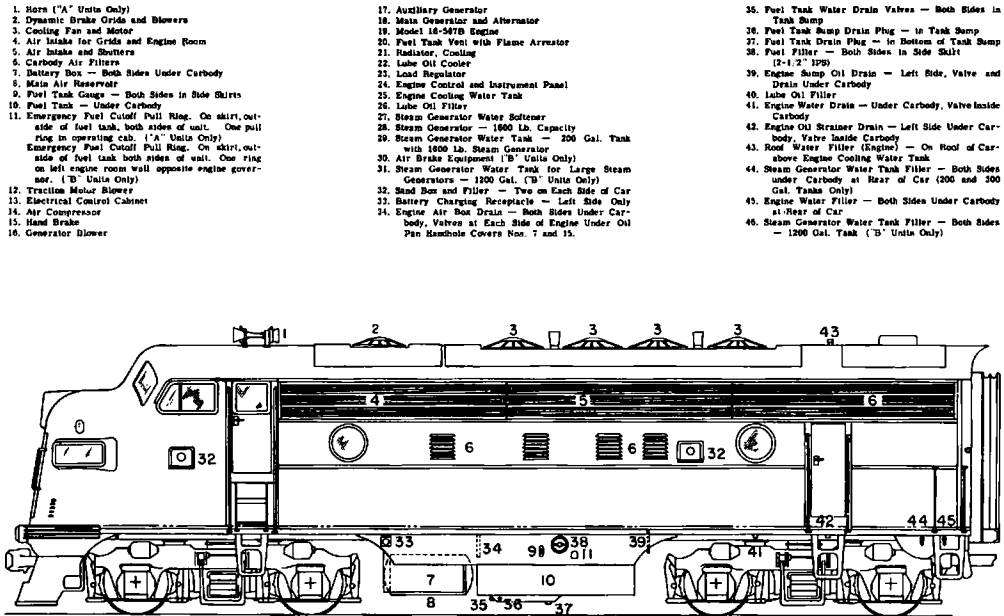 1. Horn ("A" Units Only)
2. Dynamic Brake Grids and Blowers
3. Cooling Fan and Motor
4. Air Intake for Grids and Engine Room
5. Air Intake and Shutters
6. Carbody Air Filters
7. Battery Box — Both Sides Under Carbody
8. Main Air Reservoir
9. Fuel Tank Gauge — Both Sides in Side Skirts
10. Fuel Tank — Under Carbody
11. Emergency Fuel Cutoff Pull Ring. On skirt, out-
side of fuel tank, both sides of unit. One pull
ring in operating cab. ("A" Units Only)
Emergency Fuel Cutoff Pull Ring. On skirt, out-
side of fuel tank both sides of unit. One ring
on left engine room wall opposite engine gover-
nor. ("B" Units Only)
12. Traction Motor Blower
13. Electrical Control Cabinet
14. Air Compressor
15. Hand Brake
16. Generator Blower
17. Auxiliary Generator
18. Main Generator and Alternator
19. Model 16-567B Engine
20. Fuel Tank Vent with Flame Arrestor
21. Radiator, Cooling
22. Lube Oil Cooler
23. Load Regulator
24. Engine Control and Instrument Panel
25. Engine Cooling Water Tank
26. Lube Oil Filter
27. Steam Generator Water Softener
28. Steam Generator — 1600 Lb. Capacity
29. Steam Generator Water Tank — 200 Gal. Tank
with 1600 Lb. Steam Generator
30. Air Brake Equipment ("B" Units Only)
31. Steam Generator Water Tank for Large Steam
Generators — 1200 Gal. ("B" Units Only)
32. Sand Box and Filler — Two on Each Side of Car
33. Battery Charging Receptacle — Left Side Only
34. Engine Air Box Drain — Both Sides Under Car-
body, Valves at Each Side of Engine Under Oil
Pan Handhole Covers Nos. 7 and 15.
35. Fuel Tank Water Drain Valves — Both Sides in
Tank Sump
36. Fuel Tank Sump Drain Plug — in Tank Sump
37. Fuel Tank Drain Plug — in Bottom of Tank Sump
38. Fuel Filler — Both Sides in Side Skirt
(2-1/2" IPS)
39. Engine Sump Oil Drain — Left Side, Valve and
Drain Under Carbody
40. Lube Oil Filler
41. Engine Water Drain — Under Carbody, Valve Inside
Carbody
42. Engine Oil Strainer Drain — Left Side Under Car-
body, Valve Inside Carbody
43. Roof Water Filler (Engine) — On Roof of Car-
above Engine Cooling Water Tank
44. Steam Generator Water Filler — Both Sides
under Carbody at Rear of Car (200 and 300
Gal. Tanks Only)
45. Engine Water Filler — Both Sides Under Carbody
at Rear of Car
46. Steam Generator Water Tank Filler — Both Sides
— 1200 Gal. Tank ("B" Units Only)
1 2 3 3 3 3 43
4 5 6
32 6 6 32
42 44 45
33 34 9 38 11 39 41
7 10
8 35 36 37